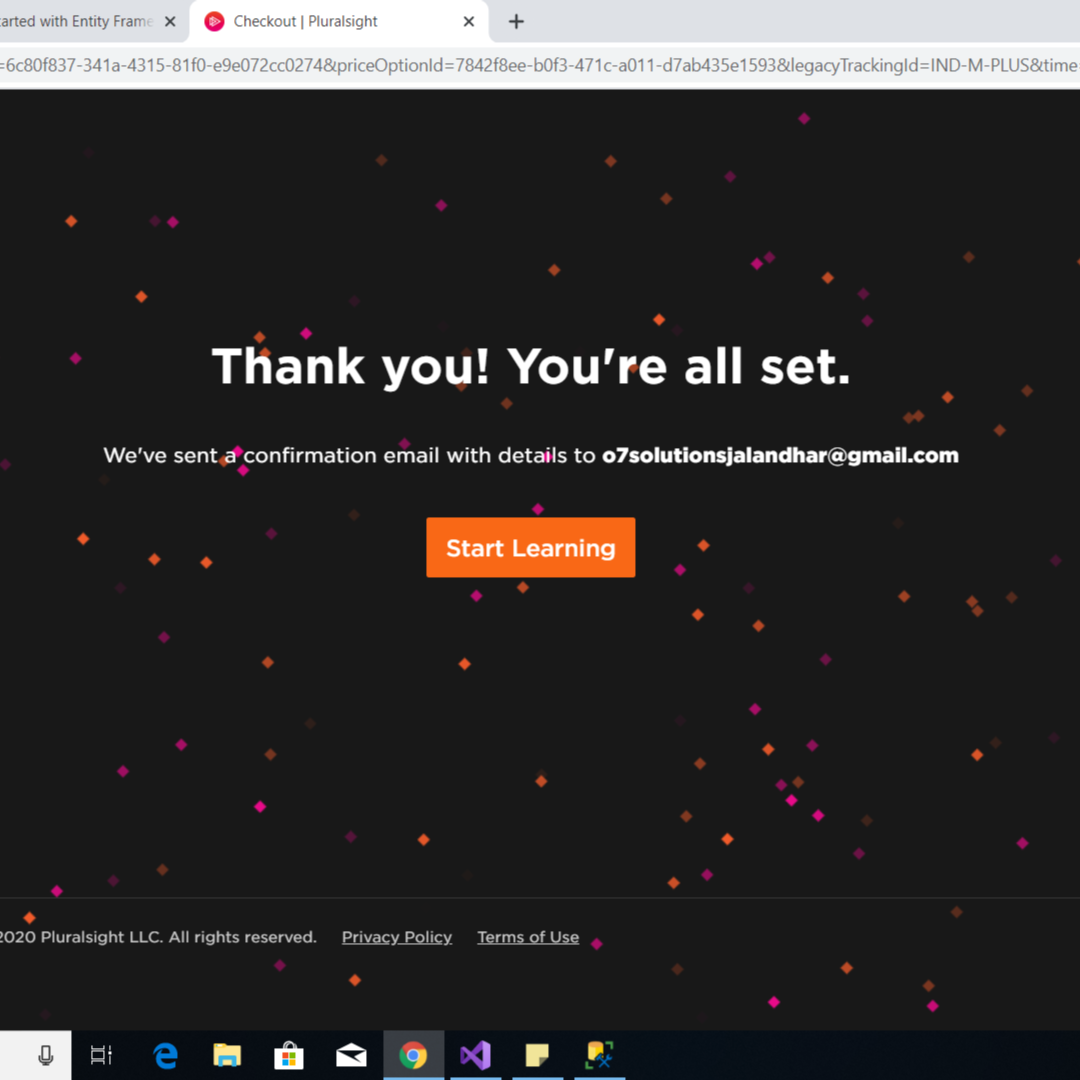 tarted with Entity Frame
Checkout | Pluralsight
=6c80f837-341a-4315-81f0-e9e072cc0274&priceOptionId=7842f8ee-b0f3-471c-a011-d7ab435e1593&legacyTrackingId=IND-M-PLUS&time
Thank you! You're all set.
We've sent a confirmation email with details to o7solutionsjalandhar@gmail.com
Start Learning
2020 Pluralsight LLC. All rights reserved. Privacy Policy Terms of Use